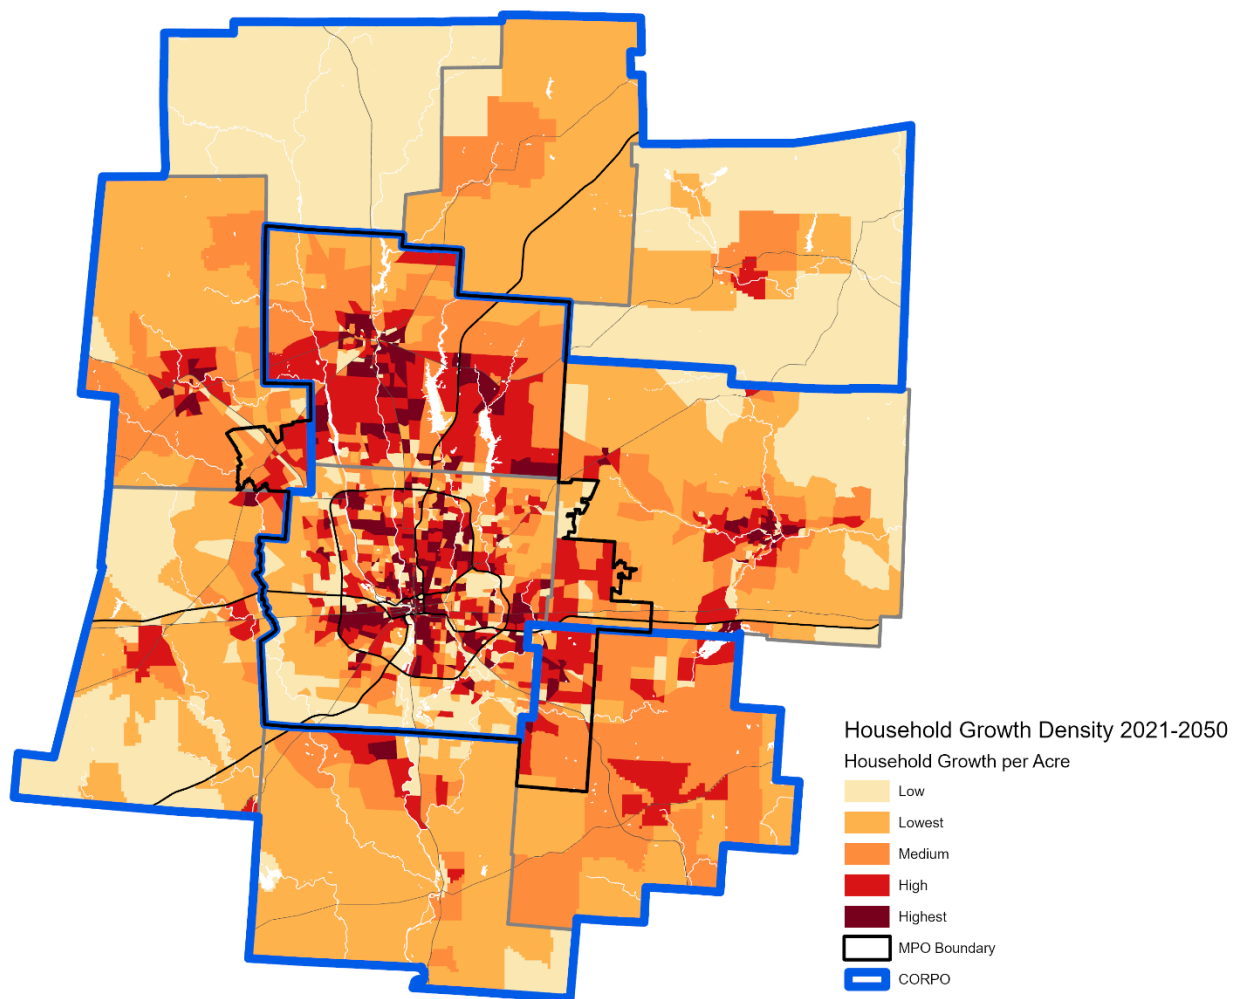 Household Growth Density 2021-2050
Household Growth per Acre
Low
Lowest
Medium
High
Highest
MPO Boundary
CORPO